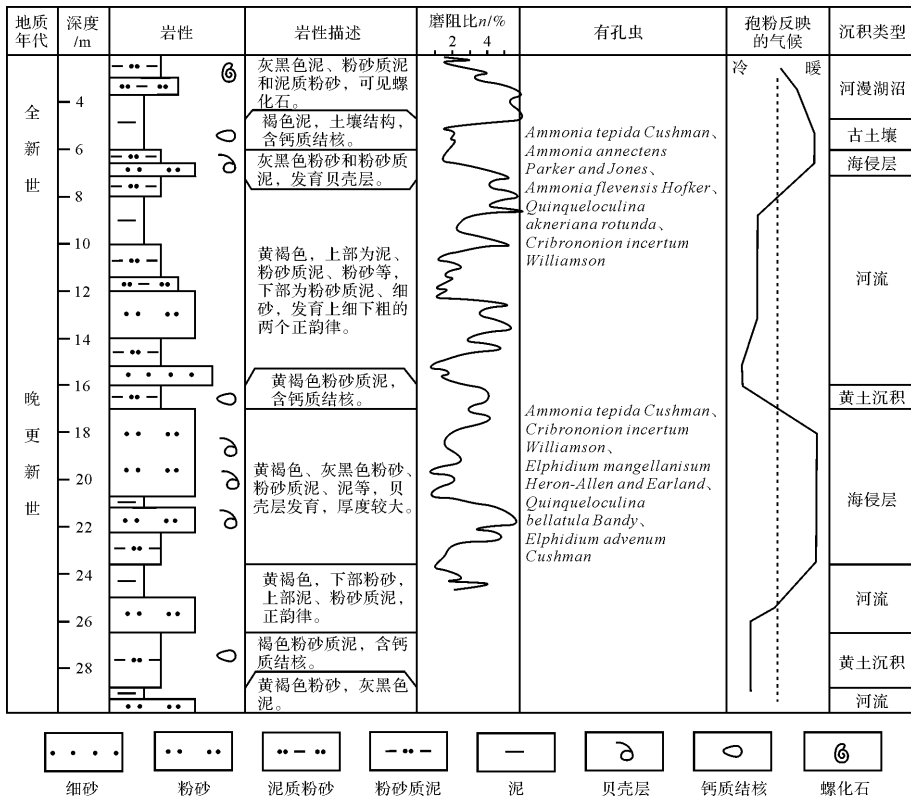 地质
年代
深度
/m
岩性
岩性描述
磨阻比n/%
2 4
有孔虫
孢粉反映
的气候
冷 暖
沉积类型
全新世
晚更新世
4
6
8
10
12
14
16
18
20
22
24
26
28
灰黑色泥、粉砂质泥
和泥质粉砂，可见螺
化石。
褐色泥，土壤结构，
含钙质结核。
灰黑色粉砂和粉砂质
泥，发育贝壳层。
黄褐色，上部为泥、
粉砂质泥、粉砂等，
下部为粉砂质泥、细
砂，发育上细下粗的
两个正韵律。
黄褐色粉砂质泥，
含钙质结核。
黄褐色、灰黑色粉砂、
粉砂质泥、泥等，贝
壳层发育，厚度较大。
黄褐色，下部粉砂，
上部泥、粉砂质泥，
正韵律。
褐色粉砂质泥，含钙
质结核。
黄褐色粉砂，灰黑色
泥。
Ammonia tepida Cushman、
Ammonia annectens
Parker and Jones、
Ammonia flevensis Hofker、
Quinqueloculina
akneriana rotunda、
Cribrononion incertum
Williamson
Ammonia tepida Cushman、
Cribrononion incertum
Williamson、
Elphidium mangellanisum
Heron-Allen and Earland、
Quinqueloculina
bellatula Bandy、
Elphidium advenum
Cushman
河漫湖沼
古土壤
海侵层
河流
黄土沉积
海侵层
河流
黄土沉积
河流
细砂 粉砂 泥质粉砂 粉砂质泥 泥 贝壳层 钙质结核 螺化石